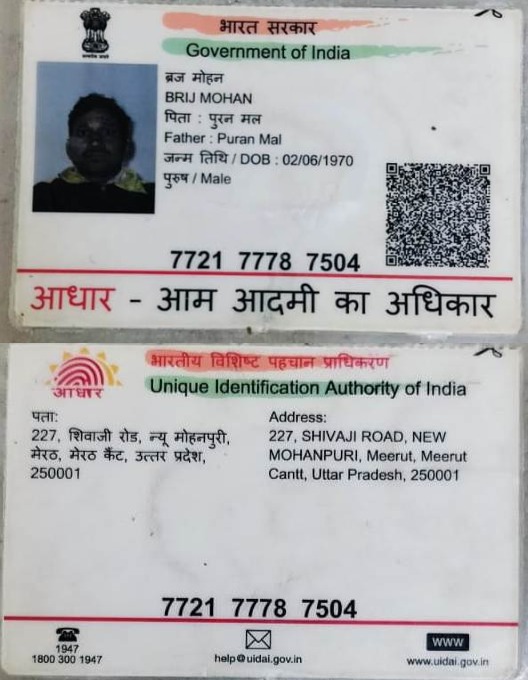 भारत सरकार
Government of India
ब्रज मोहन
BRIJ MOHAN
पिता : पुरन मल
Father : Puran Mal
जन्म तिथि / DOB : 02/06/1970
पुरुष / Male
7721 7778 7504
आधार - आम आदमी का अधिकार
भारतीय विशिष्ट पहचान प्राधिकरण
आधार
Unique Identification Authority of India
पता:
227, शिवाजी रोड, न्यू मोहनपुरी,
मेरठ, मेरठ कैंट, उत्तर प्रदेश,
250001
Address:
227, SHIVAJI ROAD, NEW
MOHANPURI, Meerut, Meerut
Cantt, Uttar Pradesh, 250001
7721 7778 7504
1947
1800 300 1947
help@uidai.gov.in
www
www.uidai.gov.in